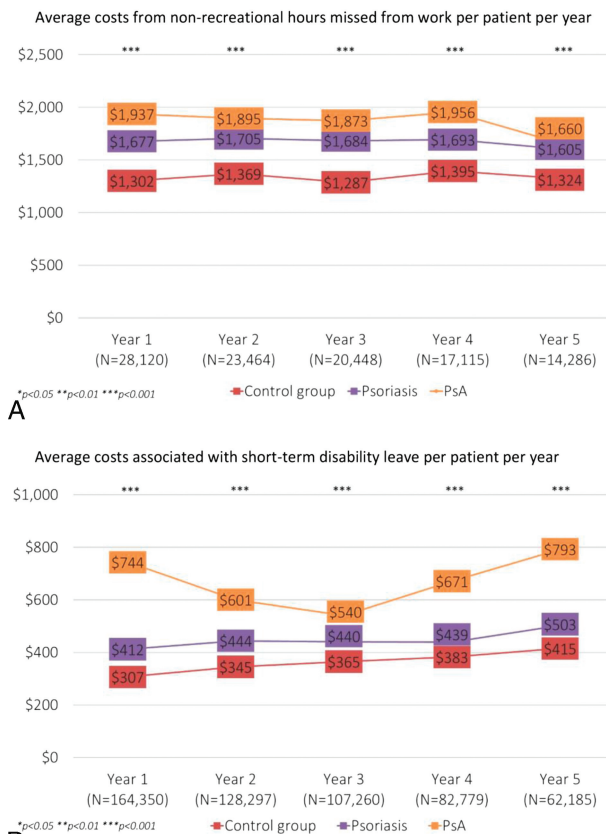 Average costs from non-recreational hours missed from work per patient per year
*** *** *** *** ***
$2,500
$2,000
$1,500
$1,000
$500
$0
$1,937 $1,895 $1,873 $1,956 $1,660
$1,677 $1,705 $1,684 $1,693 $1,605
$1,302 $1,369 $1,287 $1,395 $1,324
Year 1 Year 2 Year 3 Year 4 Year 5
(N=28,120) (N=23,464) (N=20,448) (N=17,115) (N=14,286)
*p<0.05 **p<0.01 ***p<0.001
Control group Psoriasis PsA
A
Average costs associated with short-term disability leave per patient per year
*** *** *** *** ***
$1,000
$800
$600
$400
$200
$0
$744 $601 $540 $671 $793
$412 $444 $440 $439 $503
$307 $345 $365 $383 $415
Year 1 Year 2 Year 3 Year 4 Year 5
(N=164,350) (N=128,297) (N=107,260) (N=82,779) (N=62,185)
*p<0.05 **p<0.01 ***p<0.001
Control group Psoriasis PsA